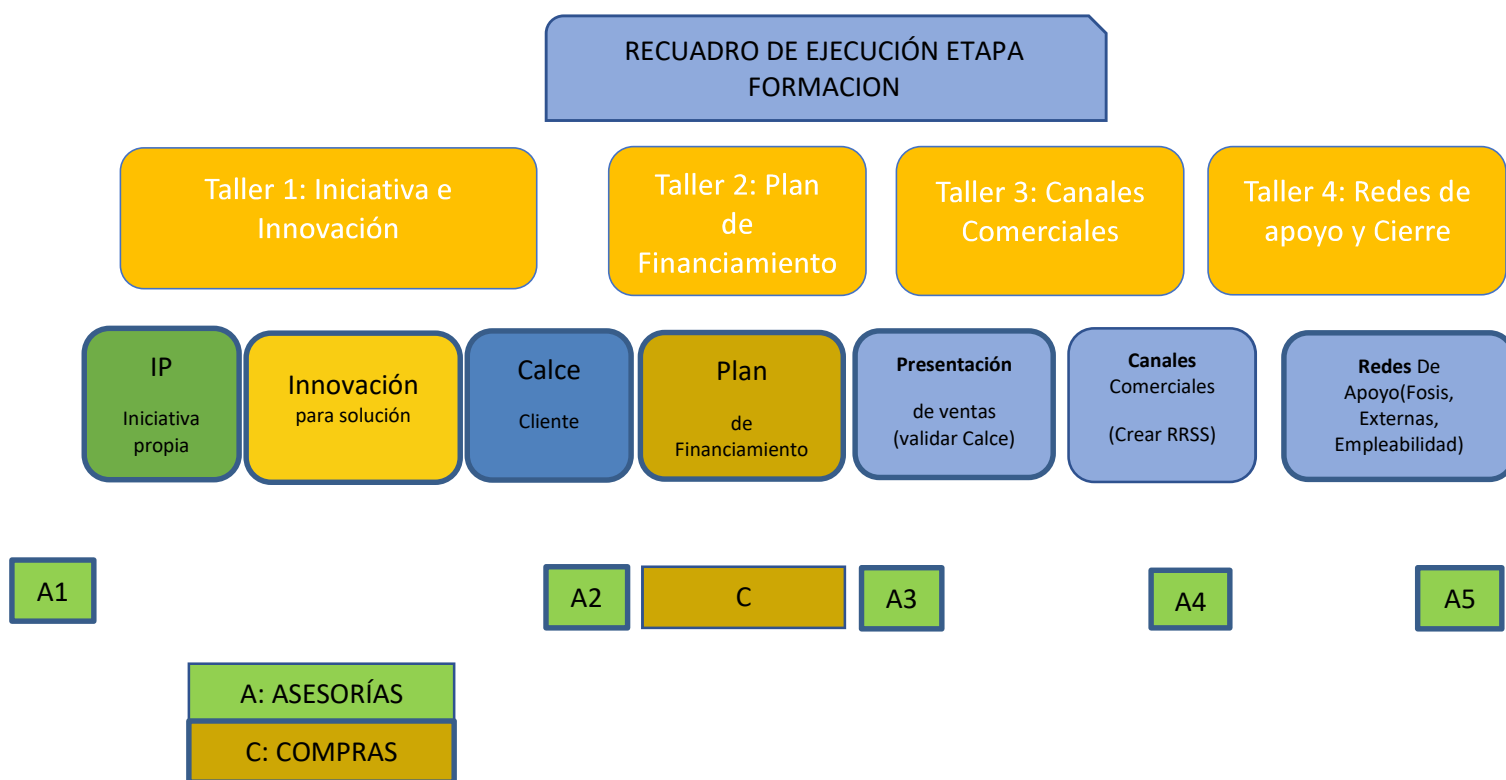 RECUADRO DE EJECUCIÓN ETAPA
FORMACION
Taller 1: Iniciativa e
Innovación
Taller 2: Plan
de
Financiamiento
Taller 3: Canales
Comerciales
Taller 4: Redes de
apoyo y Cierre
IP
Iniciativa
propia
Innovación
para solución
Calce
Cliente
Plan
de
Financiamiento
Presentación
de ventas
(validar Calce)
Canales
Comerciales
(Crear RRSS)
Redes De
Apoyo(Fosis,
Externas,
Empleabilidad)
A1
A2
C
A3
A4
A5
A: ASESORÍAS
C: COMPRAS